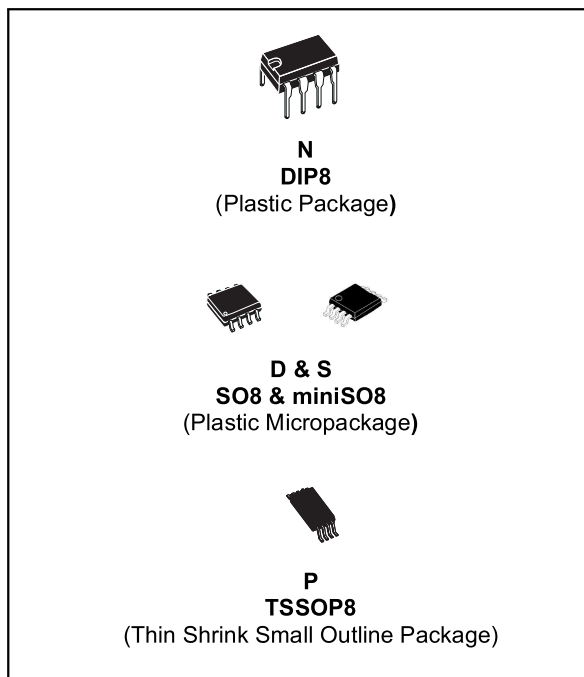 N
DIP8
(Plastic Package)
D & S
SO8 & miniSO8
(Plastic Micropackage)
P
TSSOP8
(Thin Shrink Small Outline Package)